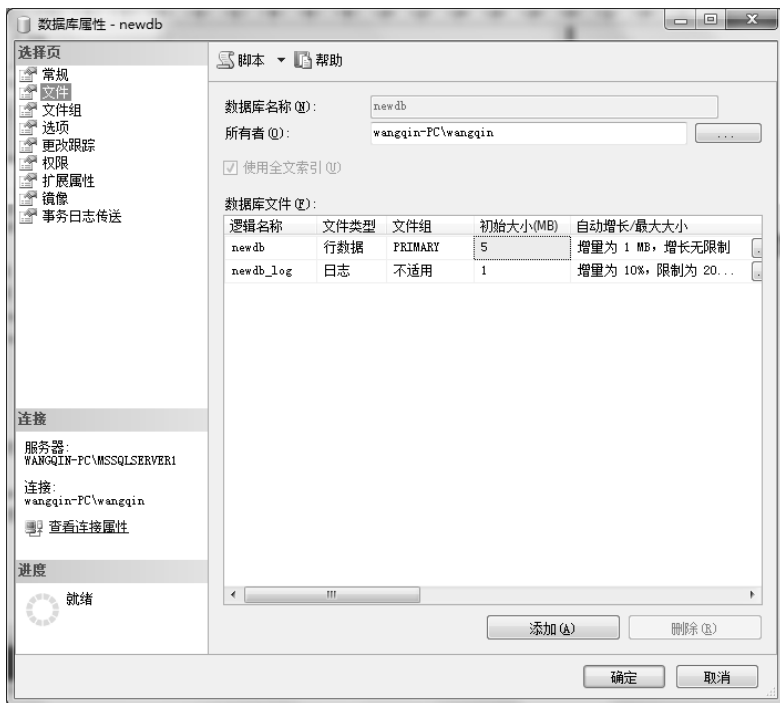 数据库属性 - newdb
选择页
常规
文件
文件组
选项
更改跟踪
权限
扩展属性
镜像
事务日志传送
连接
服务器:
WANGQIN-PC\MSSQLSERVER1
连接:
wangqin-PC\wangqin
查看连接属性
进度
就绪
脚本 帮助
数据库名称(N): newdb
所有者(O): wangqin-PC\wangqin ...
使用全文索引(U)
数据库文件(F):
逻辑名称 文件类型 文件组 初始大小(MB) 自动增长/最大大小
newdb 行数据 PRIMARY 5 增量为 1 MB，增长无限制
newdb_log 日志 不适用 1 增量为 10%，限制为 20...
添加(A) 删除(R)
确定 取消